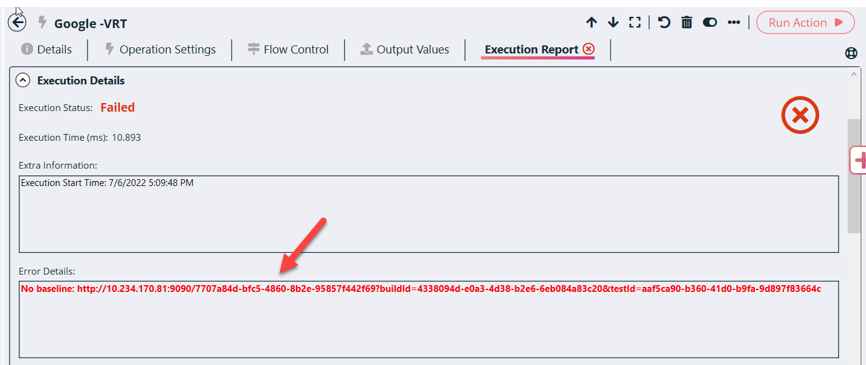 Google -VRT
Run Action
Details
Operation Settings
Flow Control
Output Values
Execution Report
Execution Details
Execution Status: Failed
Execution Time (ms): 10.893
Extra Information:
Execution Start Time: 7/6/2022 5:09:48 PM
Error Details:
No baseline: http://10.234.170.81:9090/7707a84d-bfc5-4860-8b2e-95857f442f69?buildId=4338094d-e0a3-4d38-b2e6-6eb084a83c20&testId=aaf5ca90-b360-41d0-b9fa-9d897f83664c